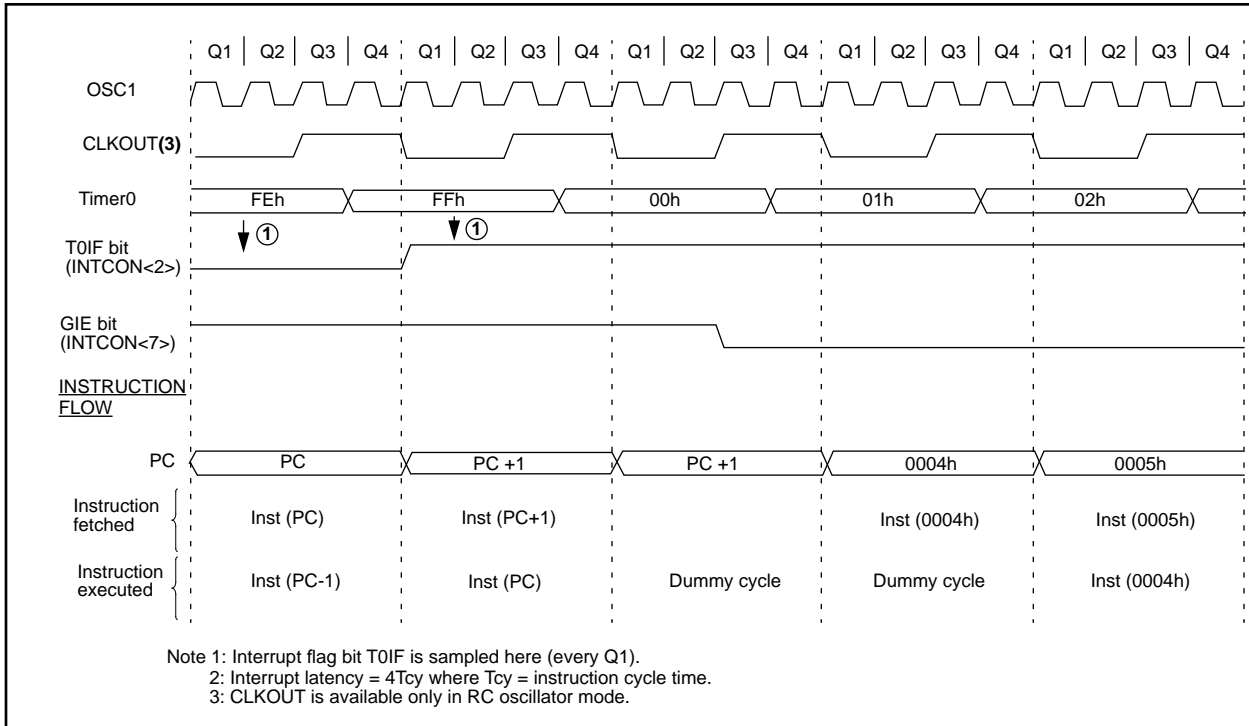 Q1 Q2 Q3 Q4 Q1 Q2 Q3 Q4 Q1 Q2 Q3 Q4 Q1 Q2 Q3 Q4 Q1 Q2 Q3 Q4
OSC1
CLKOUT(3)
Timer0 FEh FFh 00h 01h 02h
1 1
T0IF bit
(INTCON<2>)
GIE bit
(INTCON<7>)
INSTRUCTION
FLOW
PC PC PC +1 PC +1 0004h 0005h
Instruction
fetched Inst (PC) Inst (PC+1) Inst (0004h) Inst (0005h)
Instruction
executed Inst (PC-1) Inst (PC) Dummy cycle Dummy cycle Inst (0004h)
Note 1: Interrupt flag bit T0IF is sampled here (every Q1).
2: Interrupt latency = 4Tcy where Tcy = instruction cycle time.
3: CLKOUT is available only in RC oscillator mode.